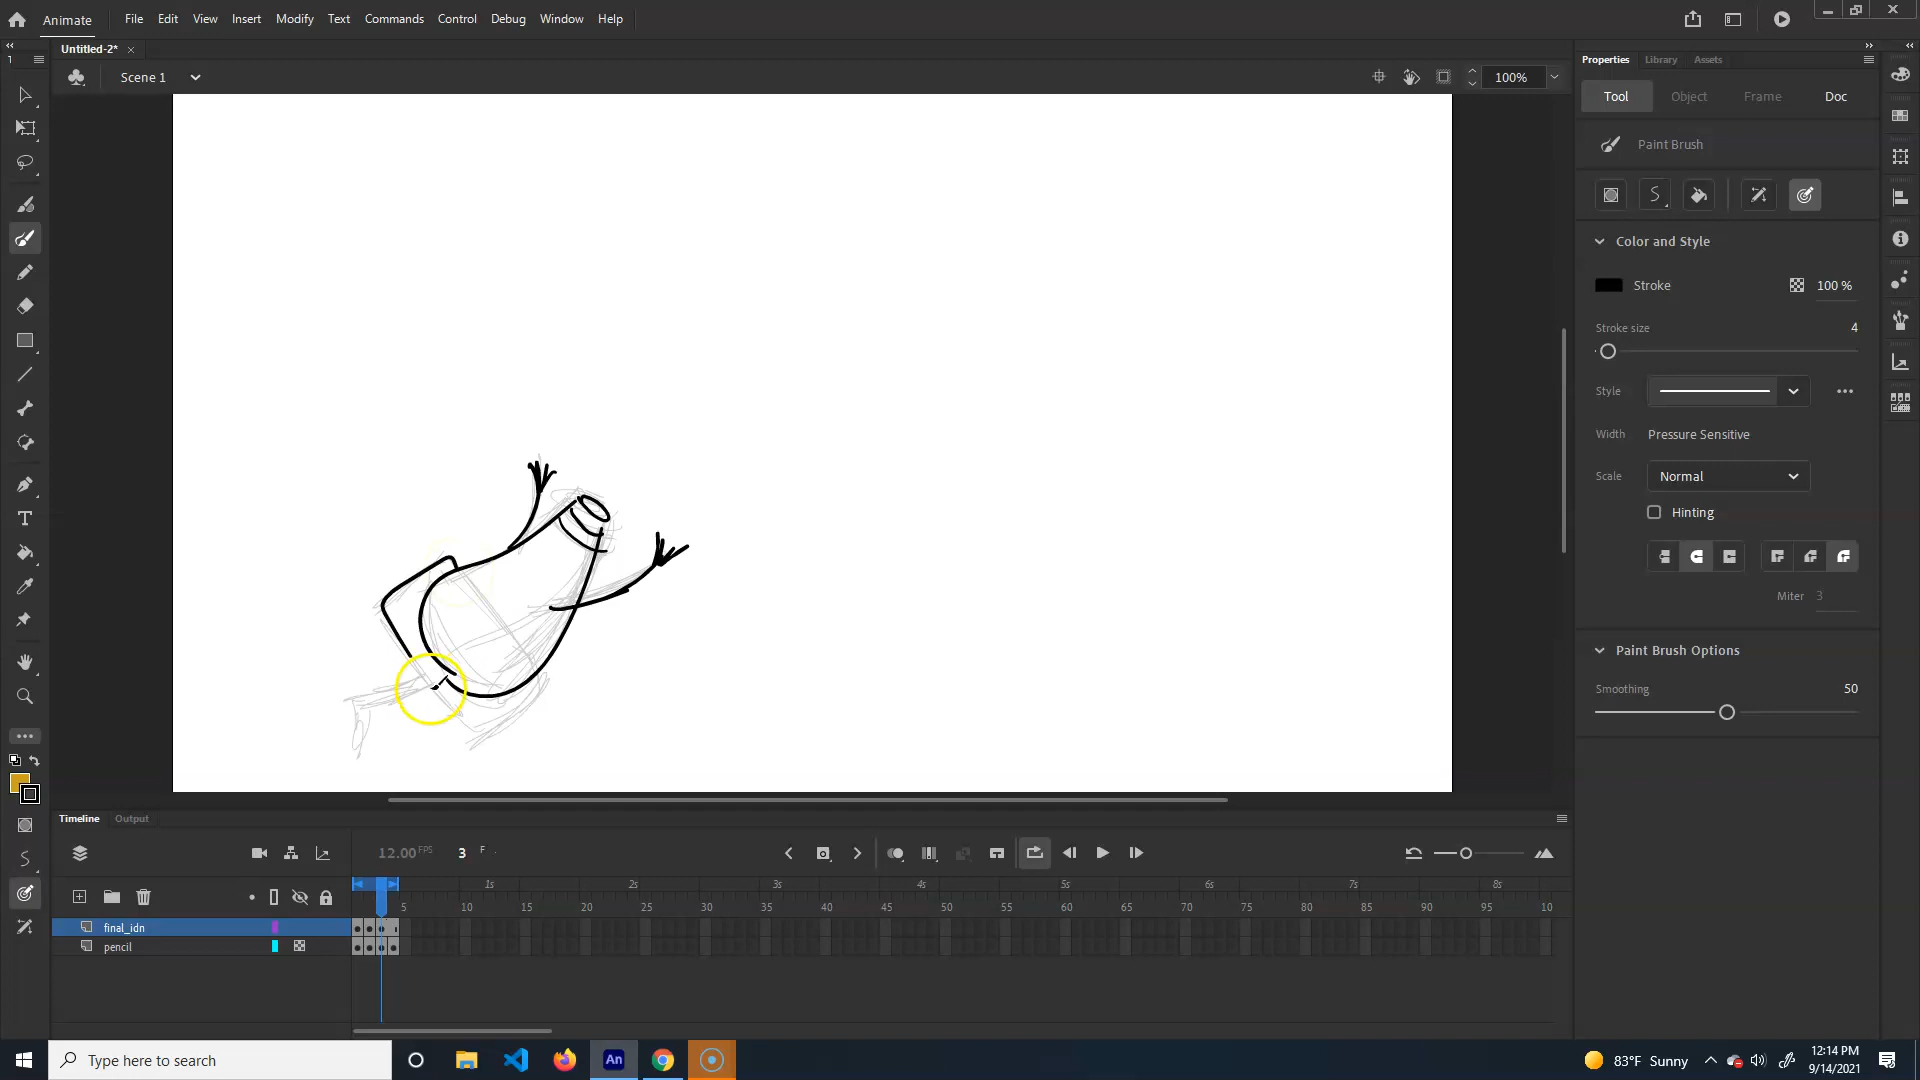 Animate File Edit View Insert Modify Text Commands Control Debug Window Help
Untitled-2*
Scene 1
100%
Properties Library Assets
Tool Object Frame Doc
Paint Brush
Color and Style
Stroke 100 %
Stroke size 4
Style
Width Pressure Sensitive
Scale Normal
Hinting
Miter 3
Paint Brush Options
Smoothing 50
Timeline Output
12.00 FPS 3 F
1s 2s 3s 4s 5s 6s 7s 8s
5 10 15 20 25 30 35 40 45 50 55 60 65 70 75 80 85 90 95 10
final_idn
pencil
Type here to search
An
83°F Sunny
12:14 PM
9/14/2021